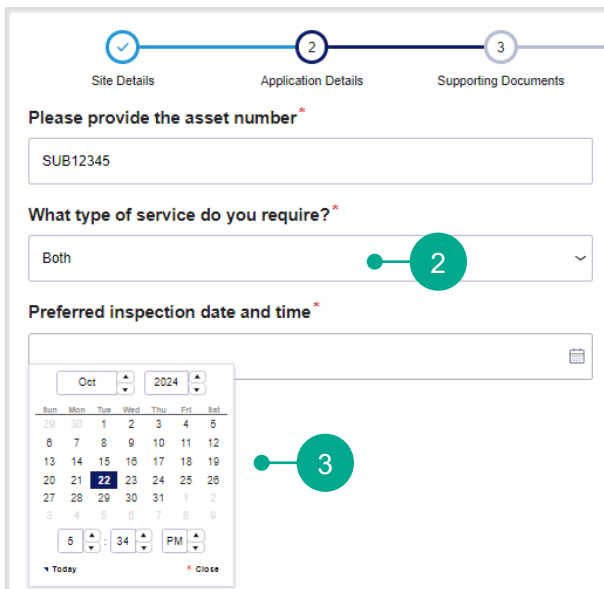 2 3
Site Details Application Details Supporting Documents
Please provide the asset number*
SUB12345
What type of service do you require?*
Both 2
Preferred inspection date and time*
Oct 2024
Sun Mon Tue Wed Thu Fri Sat
29 30 1 2 3 4 5
6 7 8 9 10 11 12
13 14 15 16 17 18 19
20 21 22 23 24 25 26
27 28 29 30 31 1 2
3 4 5 6 7 8 9
3
5 : 34 PM
Today × Close